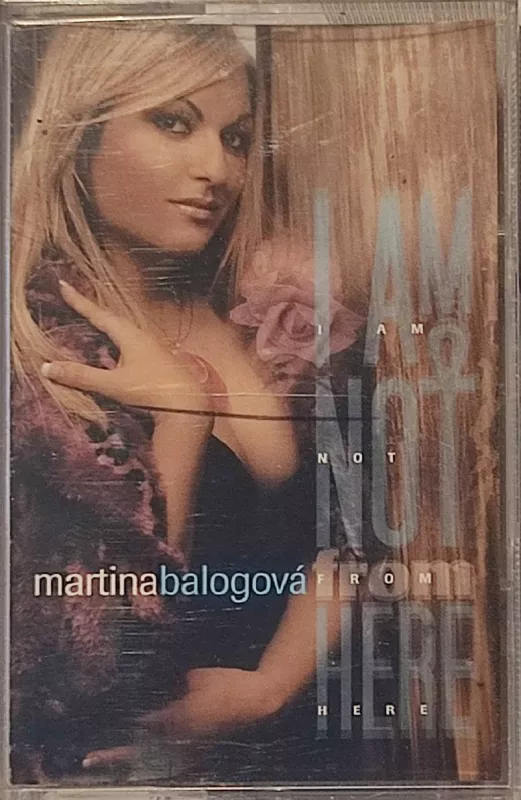 I AM
I AM
NOT
NOT
martinabalogová
from
FROM
HERE
HERE